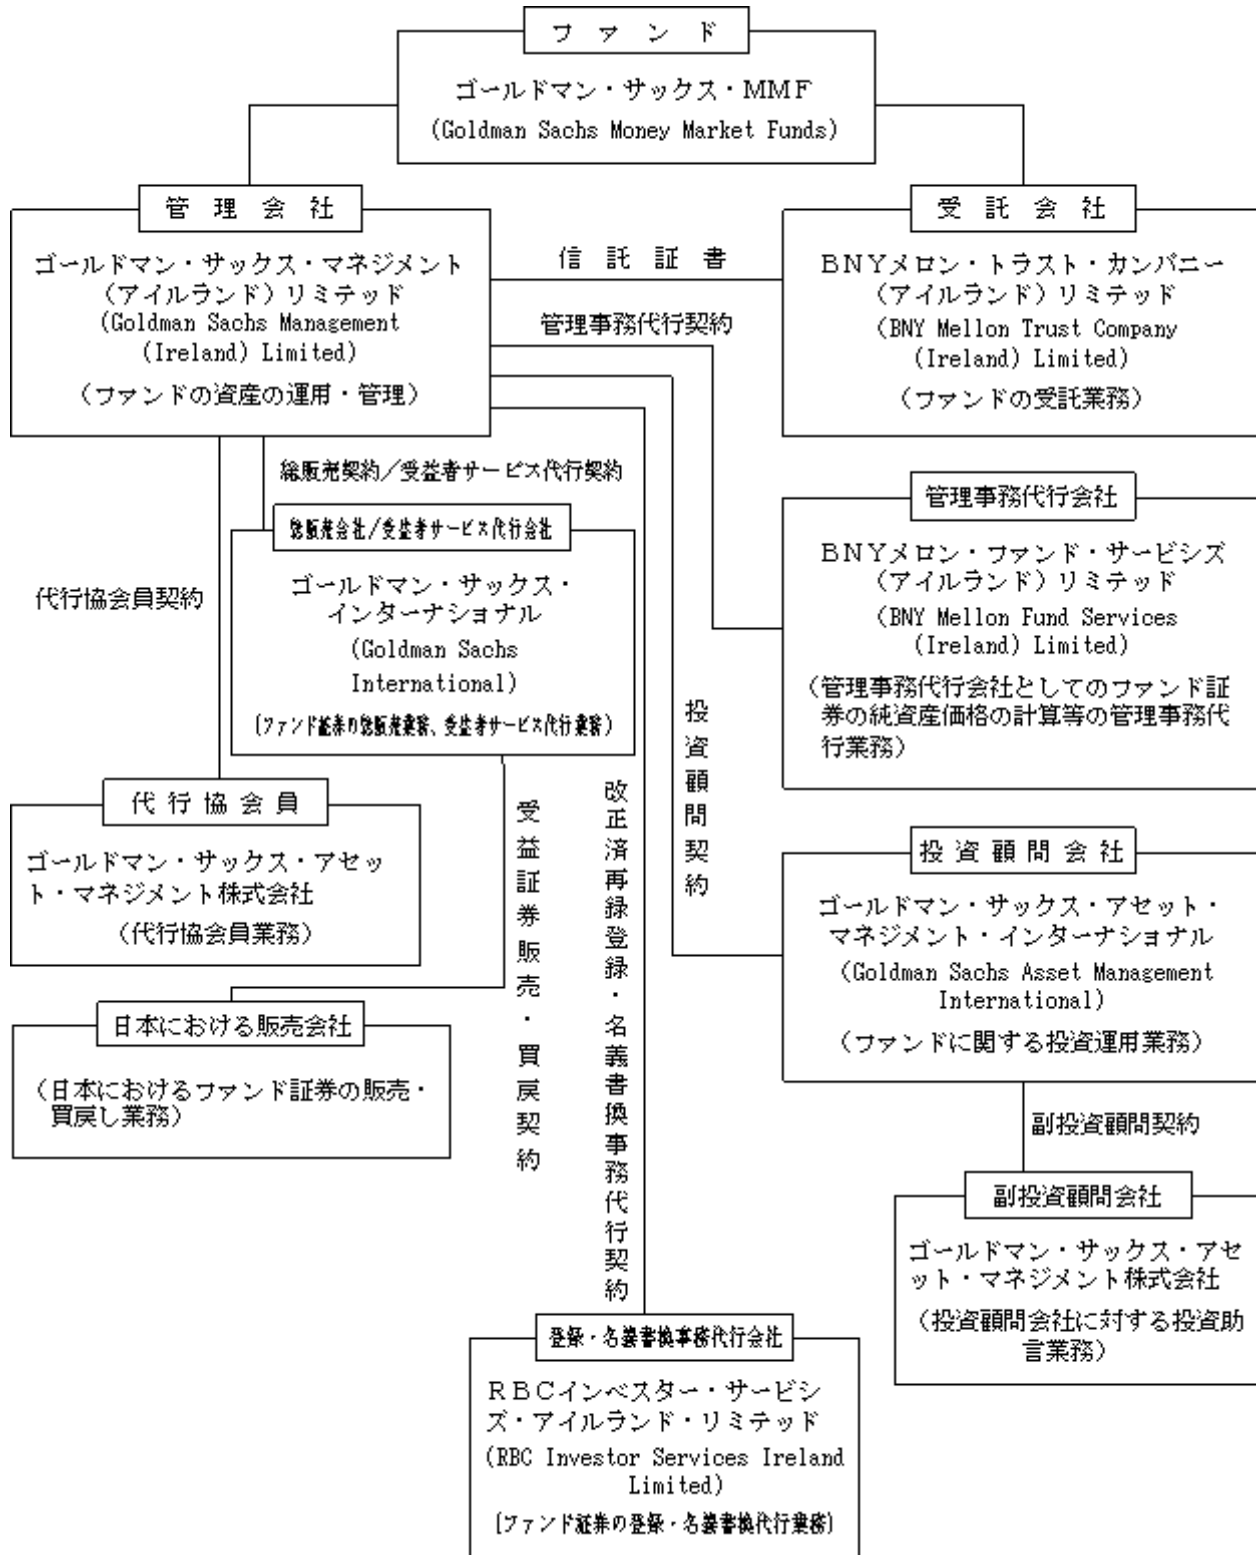 ファンド
ゴールドマン・サックス・ＭＭＦ
(Goldman Sachs Money Market Funds)
管理会社
ゴールドマン・サックス・マネジメント
（アイルランド）リミテッド
(Goldman Sachs Management
(Ireland) Limited)
（ファンドの資産の運用・管理）
信託証書
管理事務代行契約
受託会社
ＢＮＹメロン・トラスト・カンパニー
（アイルランド）リミテッド
(BNY Mellon Trust Company
(Ireland) Limited)
（ファンドの受託業務）
総販売契約／受益者サービス代行契約
総販売会社/受益者サービス代行会社
ゴールドマン・サックス・
インターナショナル
(Goldman Sachs
International)
(ファンド証券の総販売業務、受益者サービス代行業務)
管理事務代行会社
ＢＮＹメロン・ファンド・サービシズ
（アイルランド）リミテッド
(BNY Mellon Fund Services
(Ireland) Limited)
（管理事務代行会社としてのファンド証
券の純資産価格の計算等の管理事務代
行業務）
代行協会員契約
代行協会員
ゴールドマン・サックス・アセッ
ト・マネジメント株式会社
（代行協会員業務）
受益証券販売・買戻契約
改正済再録登録・名義書換事務代行契約
投資顧問契約
投資顧問会社
ゴールドマン・サックス・アセット・
マネジメント・インターナショナル
(Goldman Sachs Asset Management
International)
（ファンドに関する投資運用業務）
日本における販売会社
（日本におけるファンド証券の販売・
買戻し業務）
副投資顧問契約
副投資顧問会社
ゴールドマン・サックス・アセ
ット・マネジメント株式会社
（投資顧問会社に対する投資助
言業務）
登録・名義書換事務代行会社
ＲＢＣインベスター・サービシ
ズ・アイルランド・リミテッド
(RBC Investor Services Ireland
Limited)
(ファンド証券の登録・名義書換代行業務)